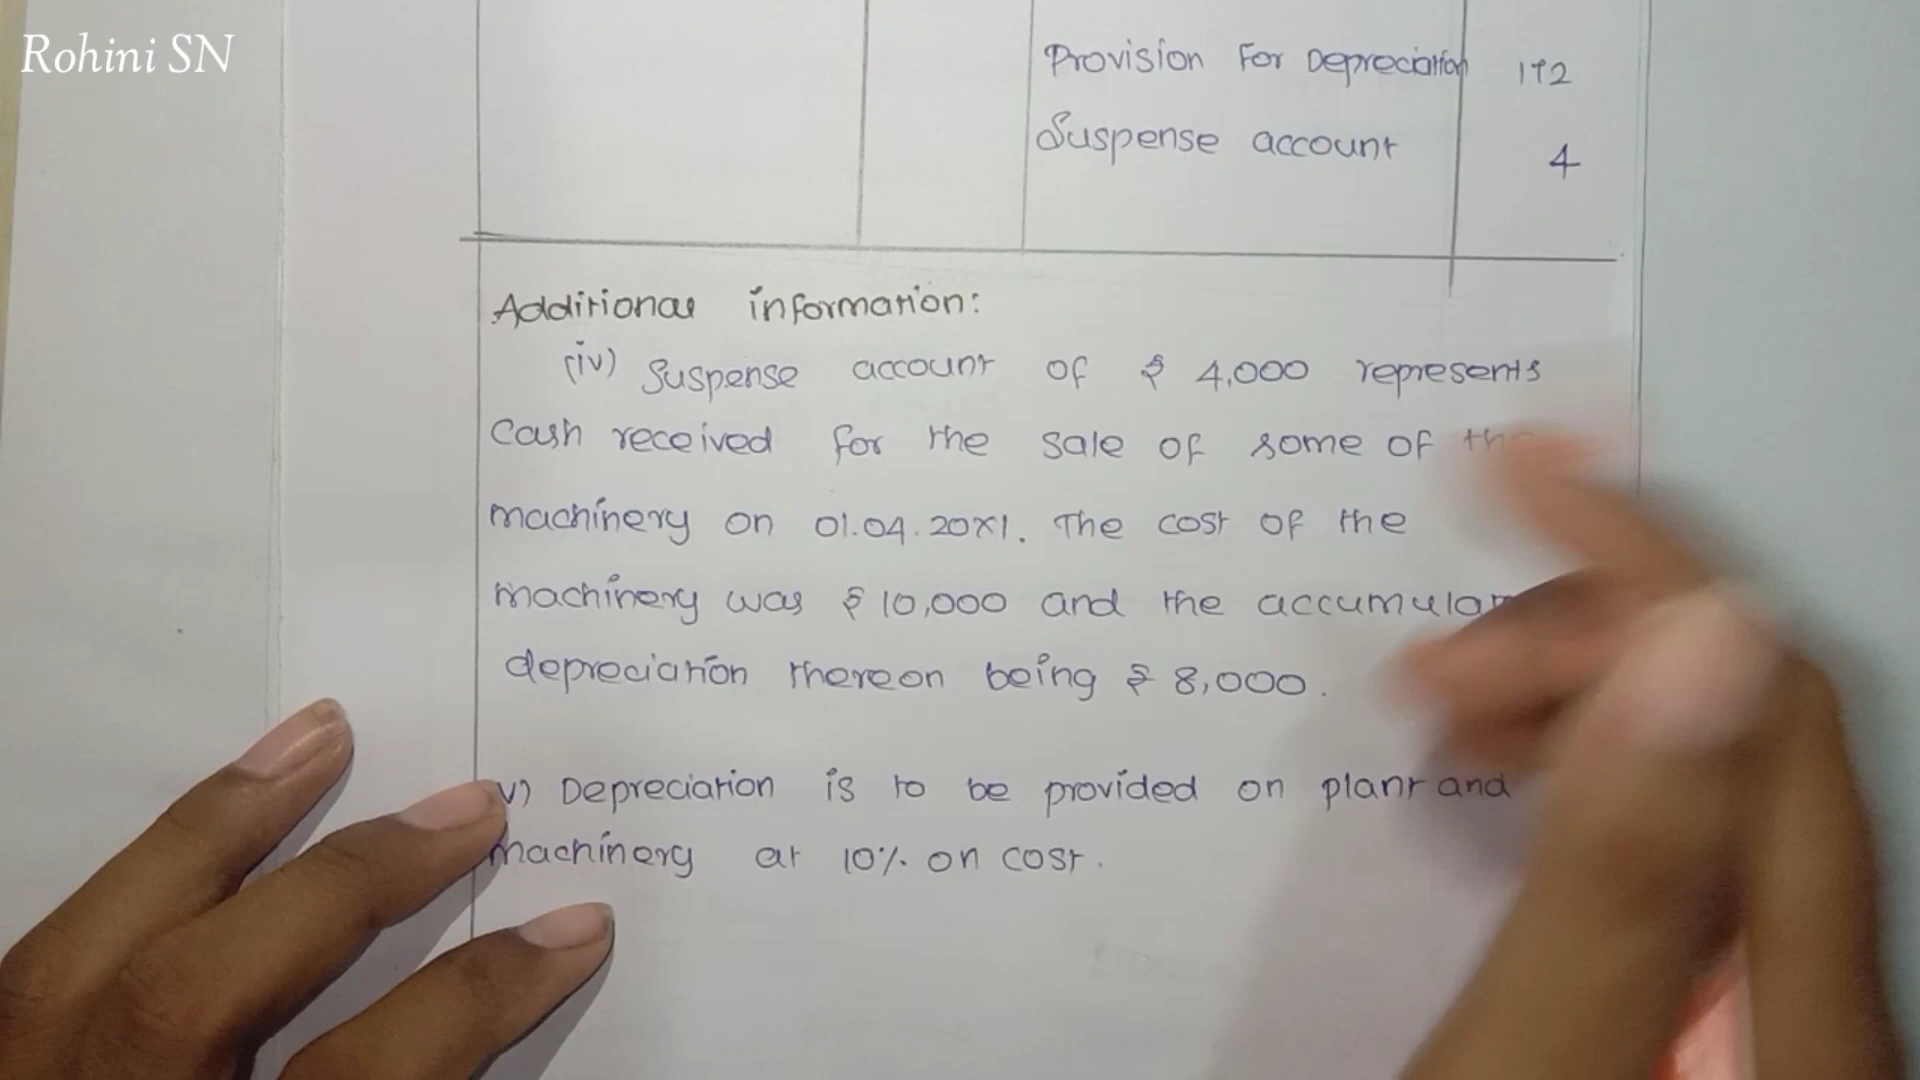 Rohini SN
Provision For Depreciation 172
Suspense account 4
Additional information:
(iv) Suspense account of ₹ 4,000 represents
cash received for the sale of some of the
machinery on 01.04.20x1. The cost of the
machinery was ₹ 10,000 and the
depreciation thereon being ₹ 8,000.
v) Depreciation is to be provided on plant and
machinery at 10% on cost.